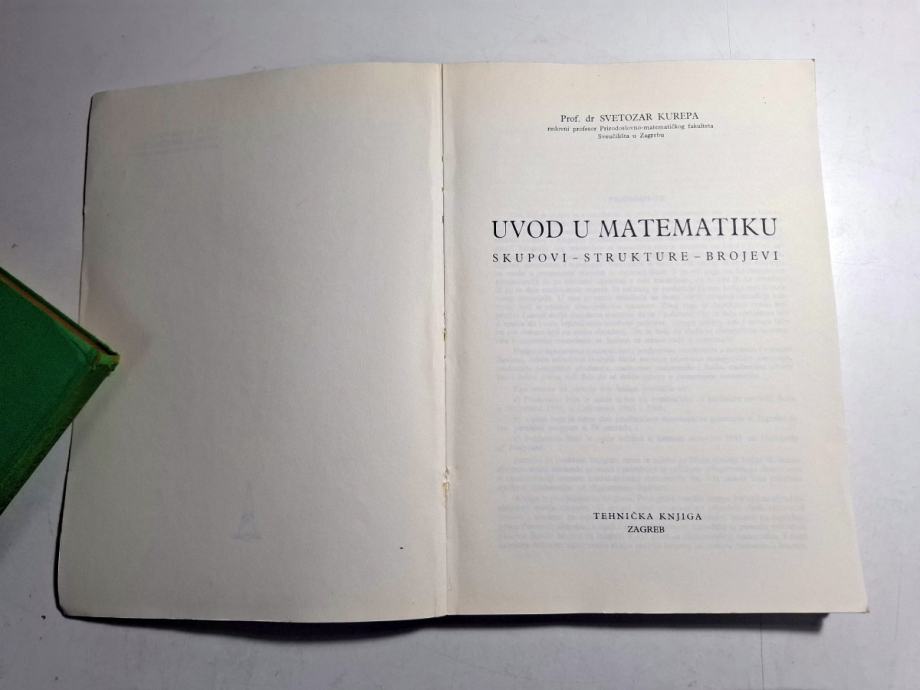 Prof. dr SVETOZAR KUREPA
redovni profesor Prirodoslovno-matematičkog fakulteta
Sveučilišta u Zagrebu
UVOD U MATEMATIKU
SKUPOVI – STRUKTURE – BROJEVI
TEHNIČKA KNJIGA
ZAGREB